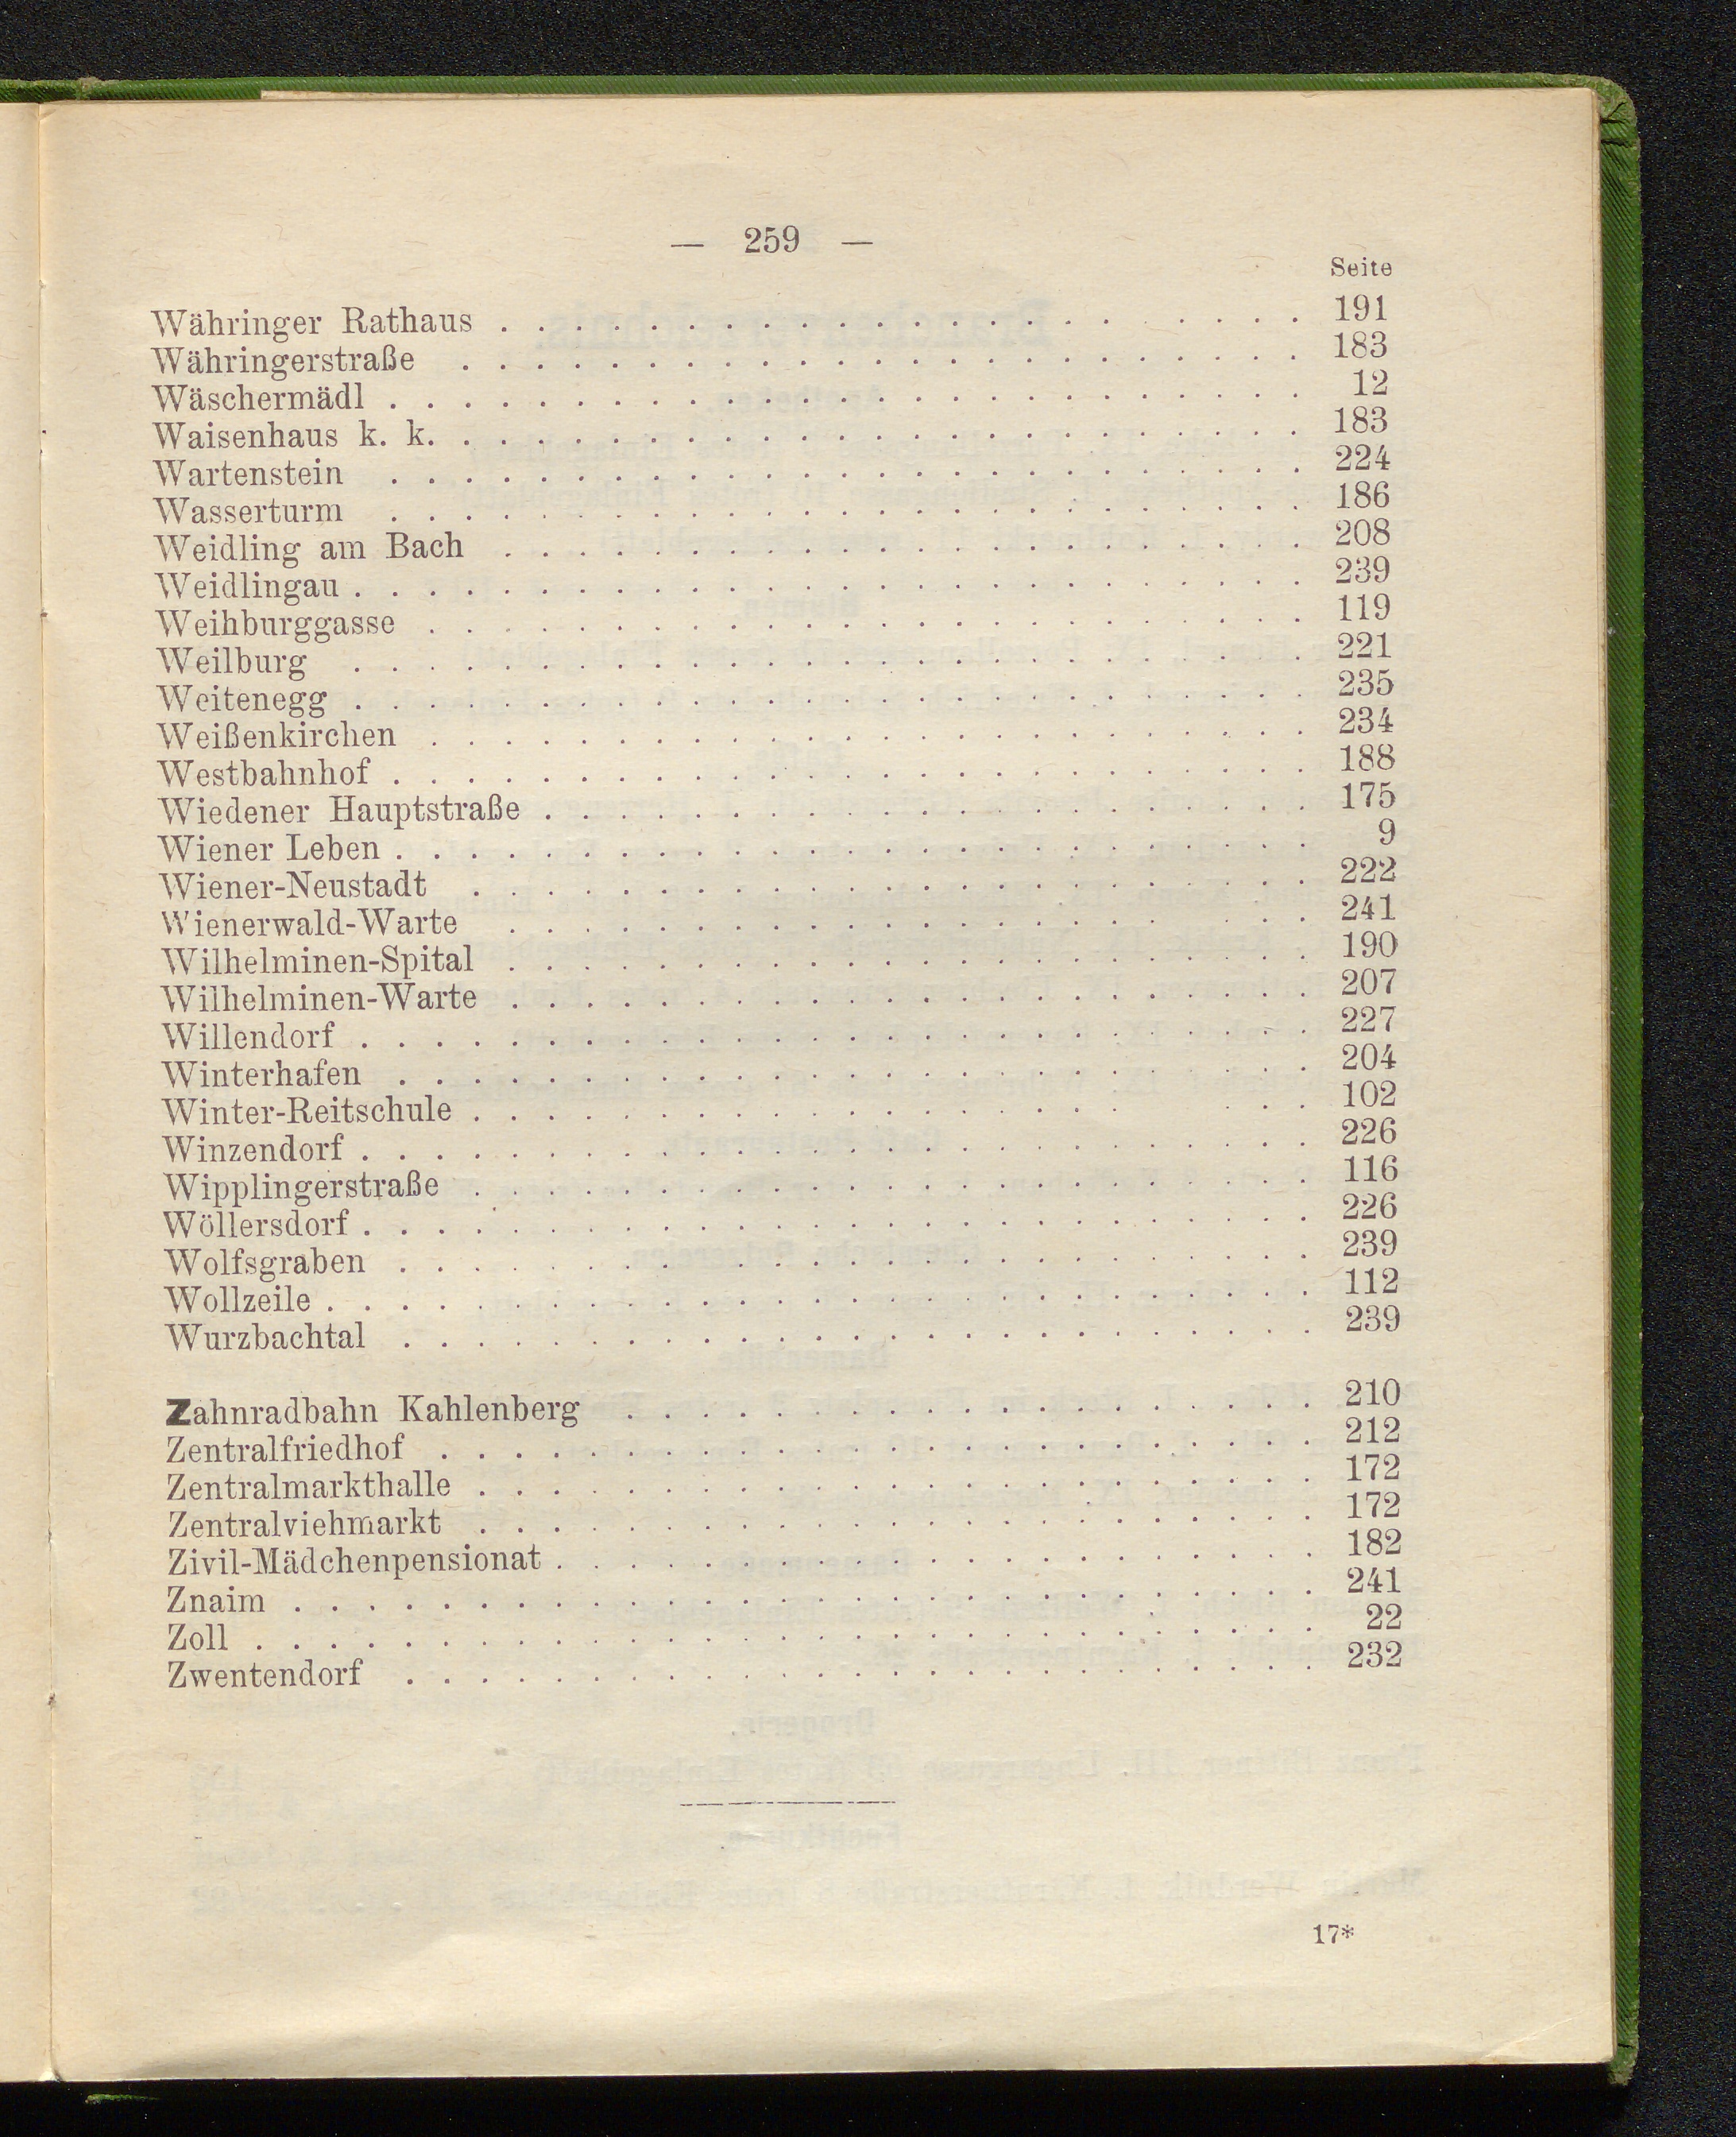 — 259 —
Seite
Währinger Rathaus . . . . . . . . . . . . . . . . . . . . . . 191
Währingerstraße . . . . . . . . . . . . . . . . . . . . . . . 183
Wäschermädl . . . . . . . . . . . . . . . . . . . . . . . . . 12
Waisenhaus k. k. . . . . . . . . . . . . . . . . . . . . . . . 183
Wartenstein . . . . . . . . . . . . . . . . . . . . . . . . . 224
Wasserturm . . . . . . . . . . . . . . . . . . . . . . . . . 186
Weidling am Bach . . . . . . . . . . . . . . . . . . . . . . 208
Weidlingau . . . . . . . . . . . . . . . . . . . . . . . . . . 239
Weihburggasse . . . . . . . . . . . . . . . . . . . . . . . . 119
Weilburg . . . . . . . . . . . . . . . . . . . . . . . . . . 221
Weitenegg . . . . . . . . . . . . . . . . . . . . . . . . . . 235
Weißenkirchen . . . . . . . . . . . . . . . . . . . . . . . . 234
Westbahnhof . . . . . . . . . . . . . . . . . . . . . . . . . 188
Wiedener Hauptstraße . . . . . . . . . . . . . . . . . . . . . 175
Wiener Leben . . . . . . . . . . . . . . . . . . . . . . . . . 9
Wiener-Neustadt . . . . . . . . . . . . . . . . . . . . . . . 222
Wienerwald-Warte . . . . . . . . . . . . . . . . . . . . . . 241
Wilhelminen-Spital . . . . . . . . . . . . . . . . . . . . . . 190
Wilhelminen-Warte . . . . . . . . . . . . . . . . . . . . . . 207
Willendorf . . . . . . . . . . . . . . . . . . . . . . . . . . 227
Winterhafen . . . . . . . . . . . . . . . . . . . . . . . . . 204
Winter-Reitschule . . . . . . . . . . . . . . . . . . . . . . . 102
Winzendorf . . . . . . . . . . . . . . . . . . . . . . . . . . 226
Wipplingerstraße . . . . . . . . . . . . . . . . . . . . . . . 116
Wöllersdorf . . . . . . . . . . . . . . . . . . . . . . . . . . 226
Wolfsgraben . . . . . . . . . . . . . . . . . . . . . . . . . 239
Wollzeile . . . . . . . . . . . . . . . . . . . . . . . . . . . 112
Wurzbachtal . . . . . . . . . . . . . . . . . . . . . . . . . 239
Zahnradbahn Kahlenberg . . . . . . . . . . . . . . . . . . . 210
Zentralfriedhof . . . . . . . . . . . . . . . . . . . . . . . . 212
Zentralmarkthalle . . . . . . . . . . . . . . . . . . . . . . . 172
Zentralviehmarkt . . . . . . . . . . . . . . . . . . . . . . . 172
Zivil-Mädchenpensionat . . . . . . . . . . . . . . . . . . . . . 182
Znaim . . . . . . . . . . . . . . . . . . . . . . . . . . . . 241
Zoll . . . . . . . . . . . . . . . . . . . . . . . . . . . . . 22
Zwentendorf . . . . . . . . . . . . . . . . . . . . . . . . . 232
17*